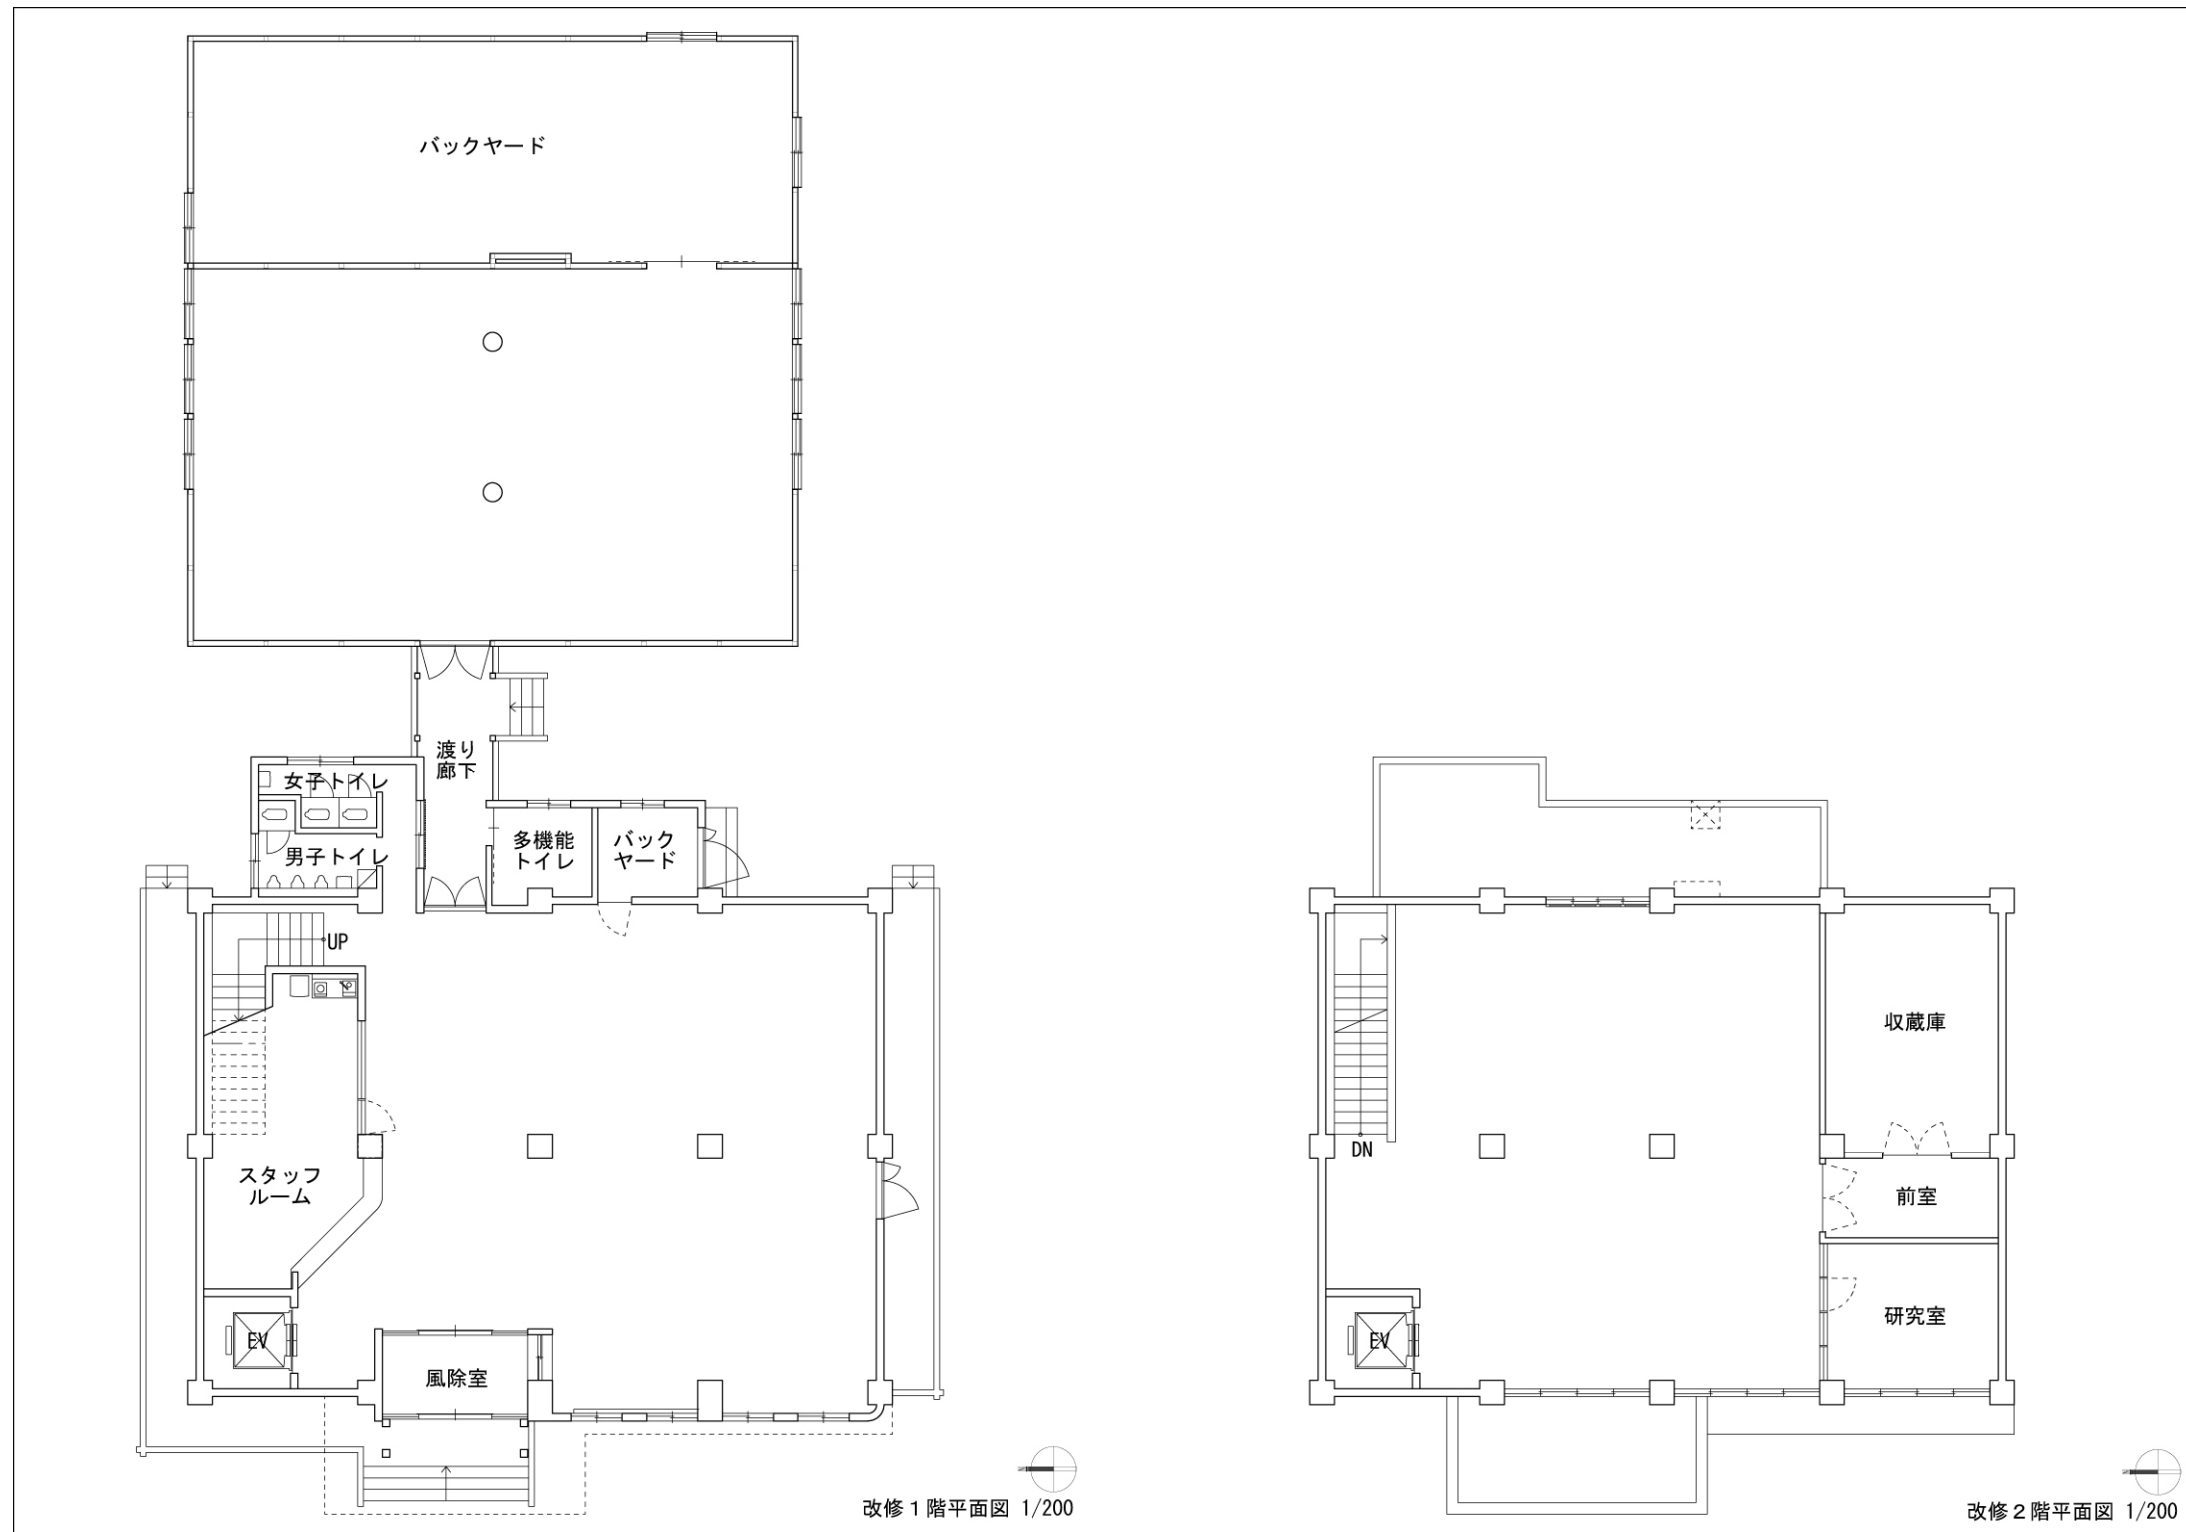 バックヤード
渡り
廊下
女子トイレ
多機能
トイレ
バック
ヤード
男子トイレ
UP
スタッフ
ルーム
EV
風除室
改修1階平面図 1/200
収蔵庫
DN
前室
研究室
EV
改修2階平面図 1/200